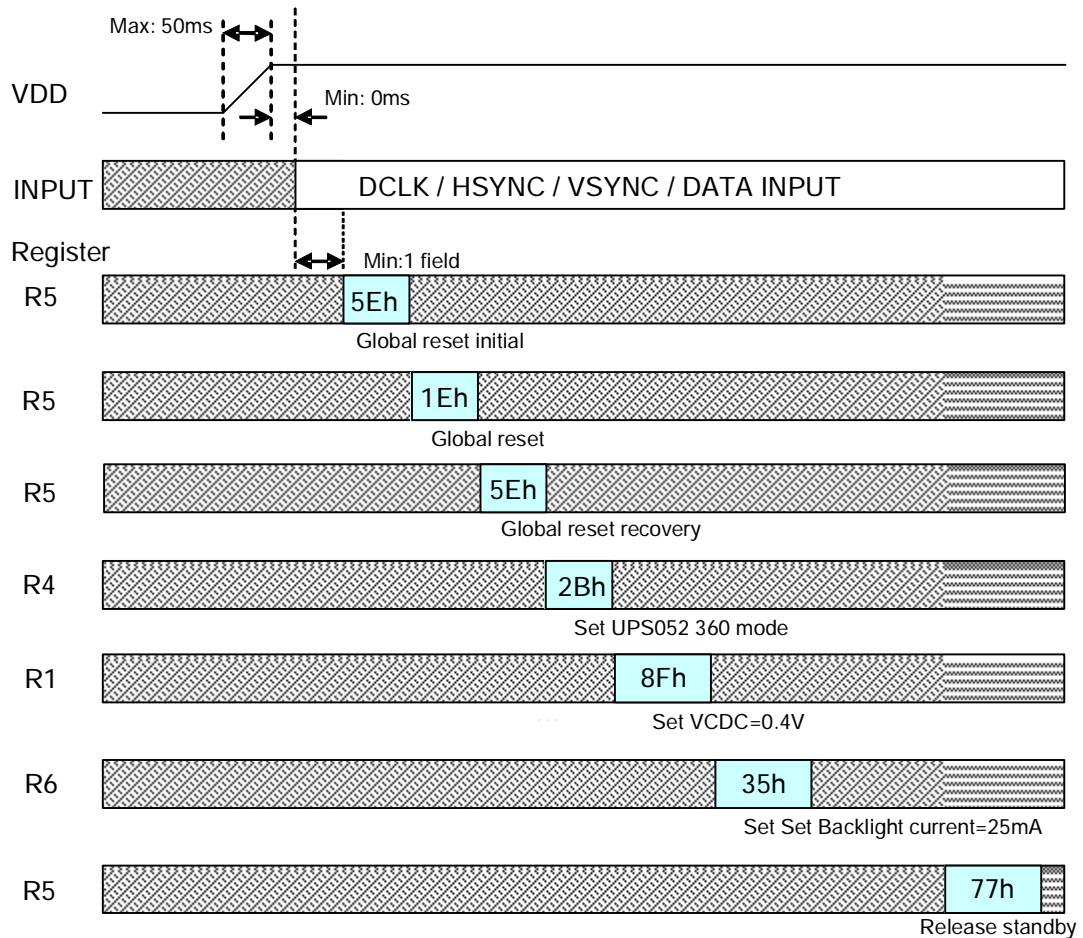 Max: 50ms
VDD
Min: 0ms
INPUT
DCLK / HSYNC / VSYNC / DATA INPUT
Register
Min:1 field
R5
5Eh
Global reset initial
R5
1Eh
Global reset
R5
5Eh
Global reset recovery
R4
2Bh
Set UPS052 360 mode
R1
8Fh
Set VCDC=0.4V
R6
35h
Set Set Backlight current=25mA
R5
77h
Release standby